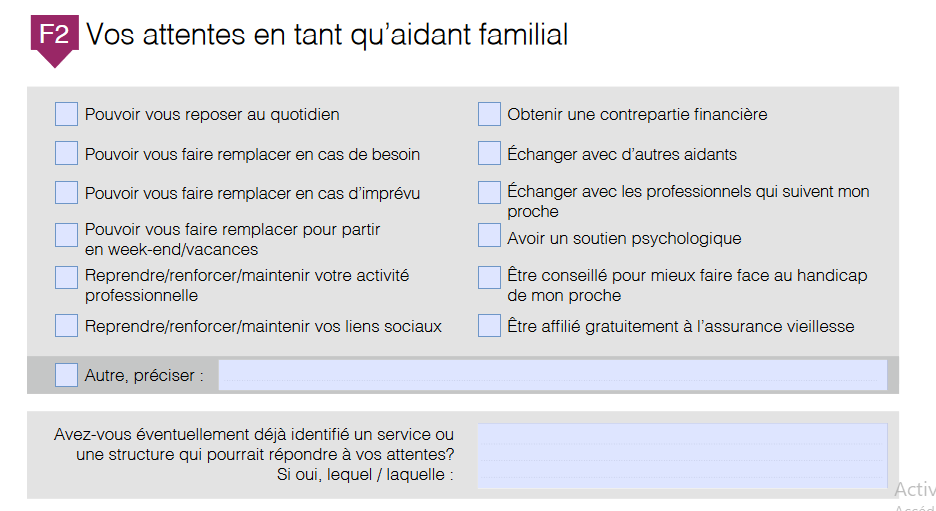 F2 Vos attentes en tant qu’aidant familial
Pouvoir vous reposer au quotidien
Pouvoir vous faire remplacer en cas de besoin
Pouvoir vous faire remplacer en cas d’imprévu
Pouvoir vous faire remplacer pour partir
en week-end/vacances
Reprendre/renforcer/maintenir votre activité
professionnelle
Reprendre/renforcer/maintenir vos liens sociaux
Obtenir une contrepartie financière
Échanger avec d’autres aidants
Échanger avec les professionnels qui suivent mon
proche
Avoir un soutien psychologique
Être conseillé pour mieux faire face au handicap
de mon proche
Être affilié gratuitement à l’assurance vieillesse
Autre, préciser :
Avez-vous éventuellement déjà identifié un service ou
une structure qui pourrait répondre à vos attentes?
Si oui, lequel / laquelle :
Activ